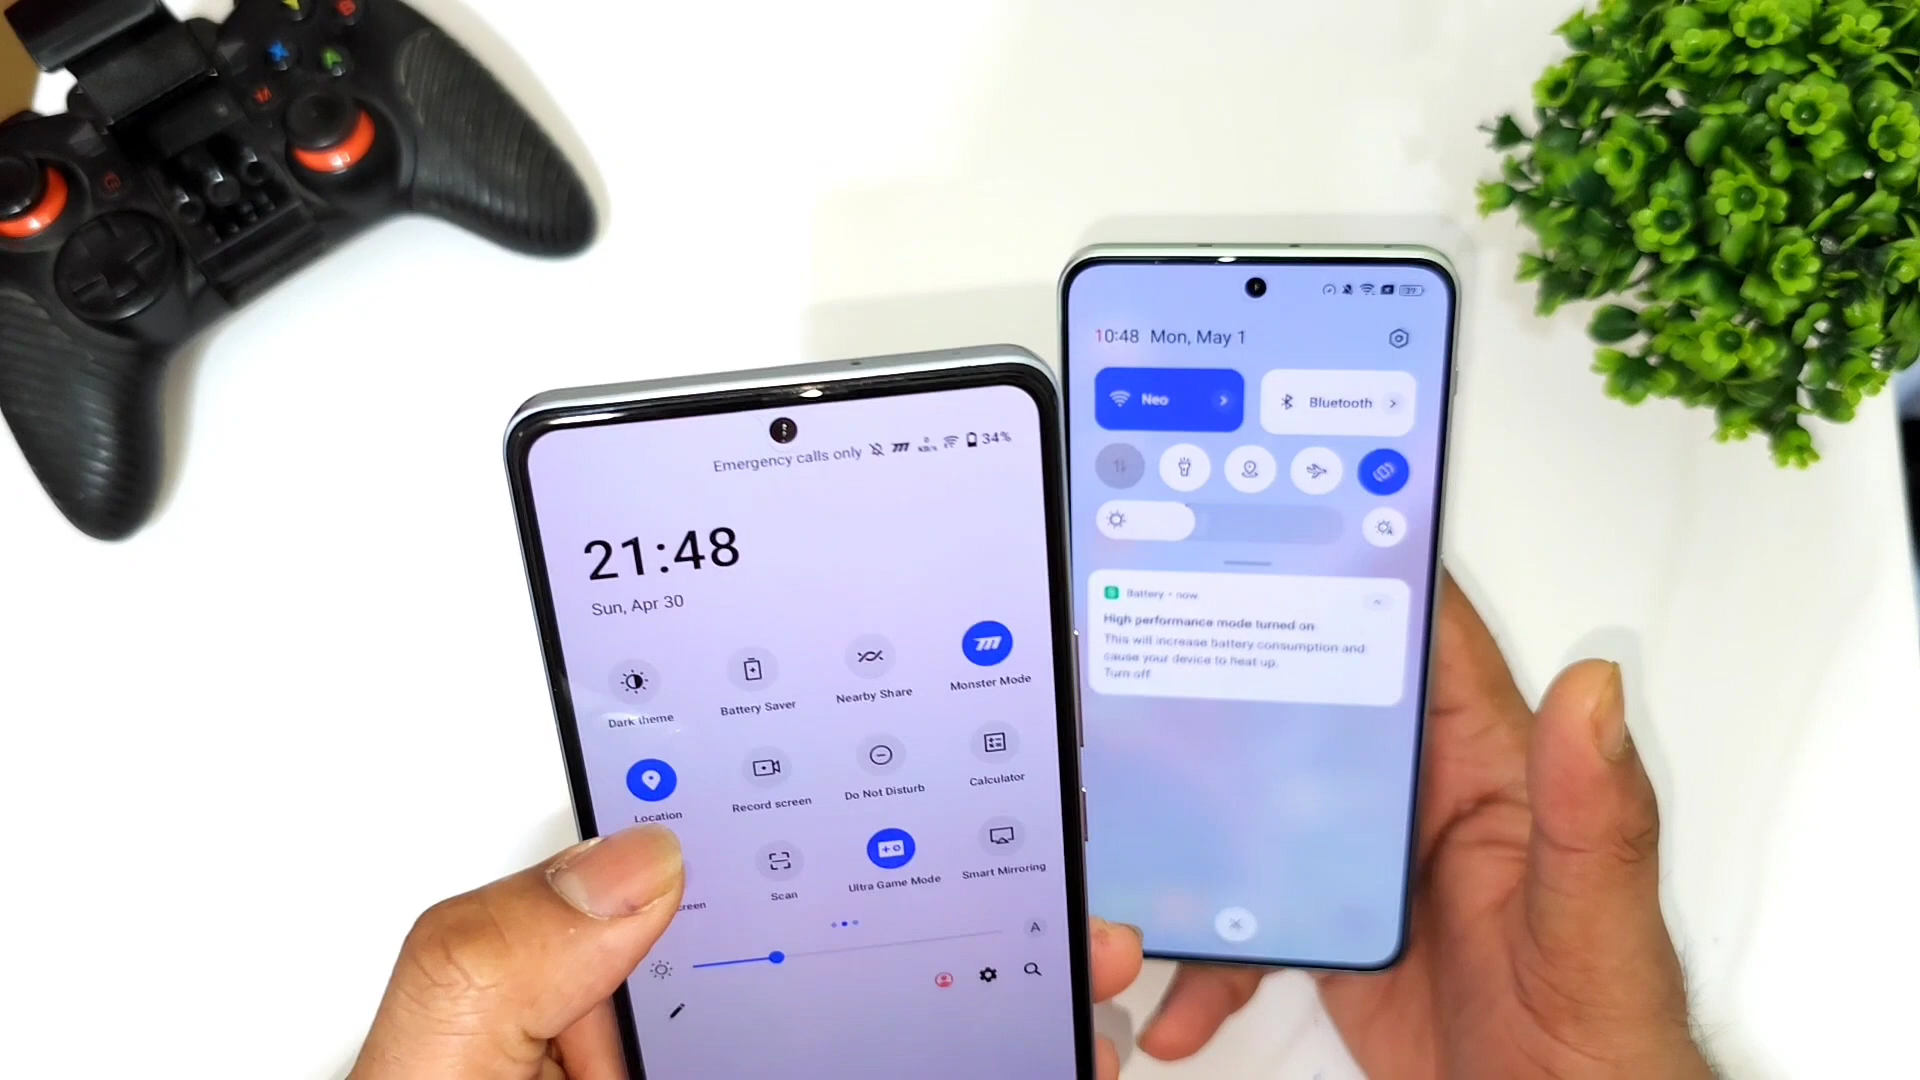 Emergency calls only
34%
21:48
Sun, Apr 30
Dark theme
Battery Saver
Nearby Share
Monster Mode
Location
Record screen
Do Not Disturb
Calculator
creen
Scan
Ultra Game Mode
Smart Mirroring
A
10:48 Mon, May 1
Neo
Bluetooth
Battery • now
High performance mode turned on
This will increase battery consumption and
cause your device to heat up.
Turn off